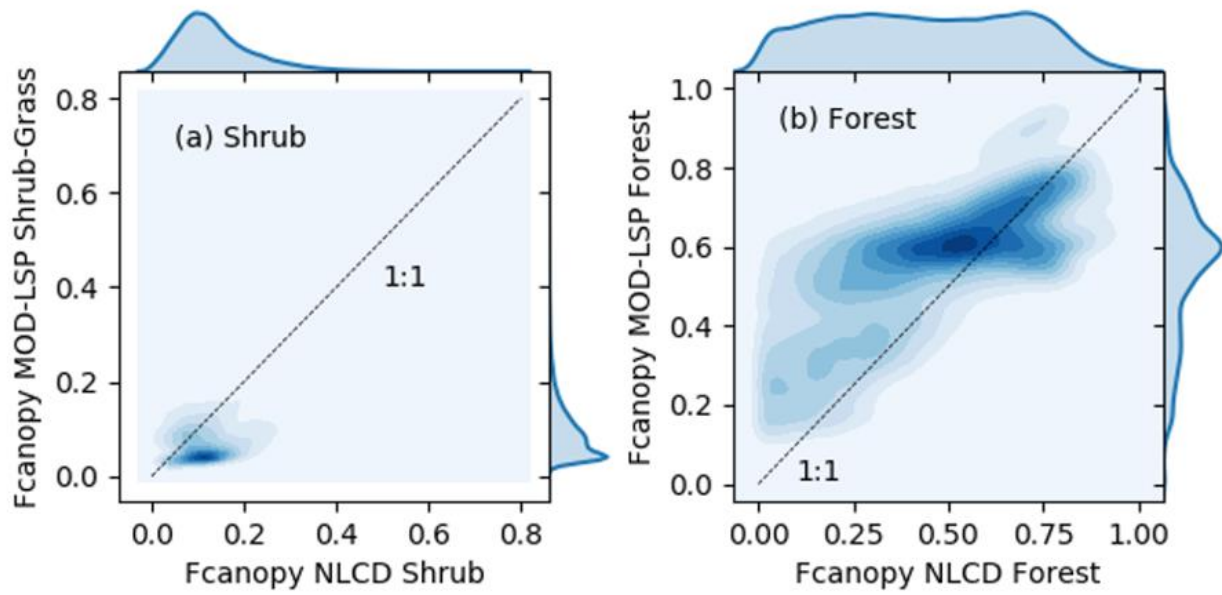 (a) Shrub
1:1
0.8
0.6
0.4
0.2
0.0
0.0 0.2 0.4 0.6 0.8
Fcanopy NLCD Shrub
Fcanopy MOD-LSP Shrub-Grass
(b) Forest
1:1
1.0
0.8
0.6
0.4
0.2
0.0
0.00 0.25 0.50 0.75 1.00
Fcanopy NLCD Forest
Fcanopy MOD-LSP Forest